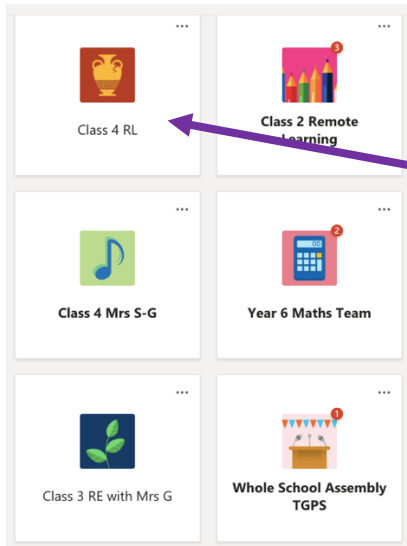 Class 4 RL
3
Class 2 Remote
Learning
Class 4 Mrs S-G
2
Year 6 Maths Team
Class 3 RE with Mrs G
1
Whole School Assembly
TGPS